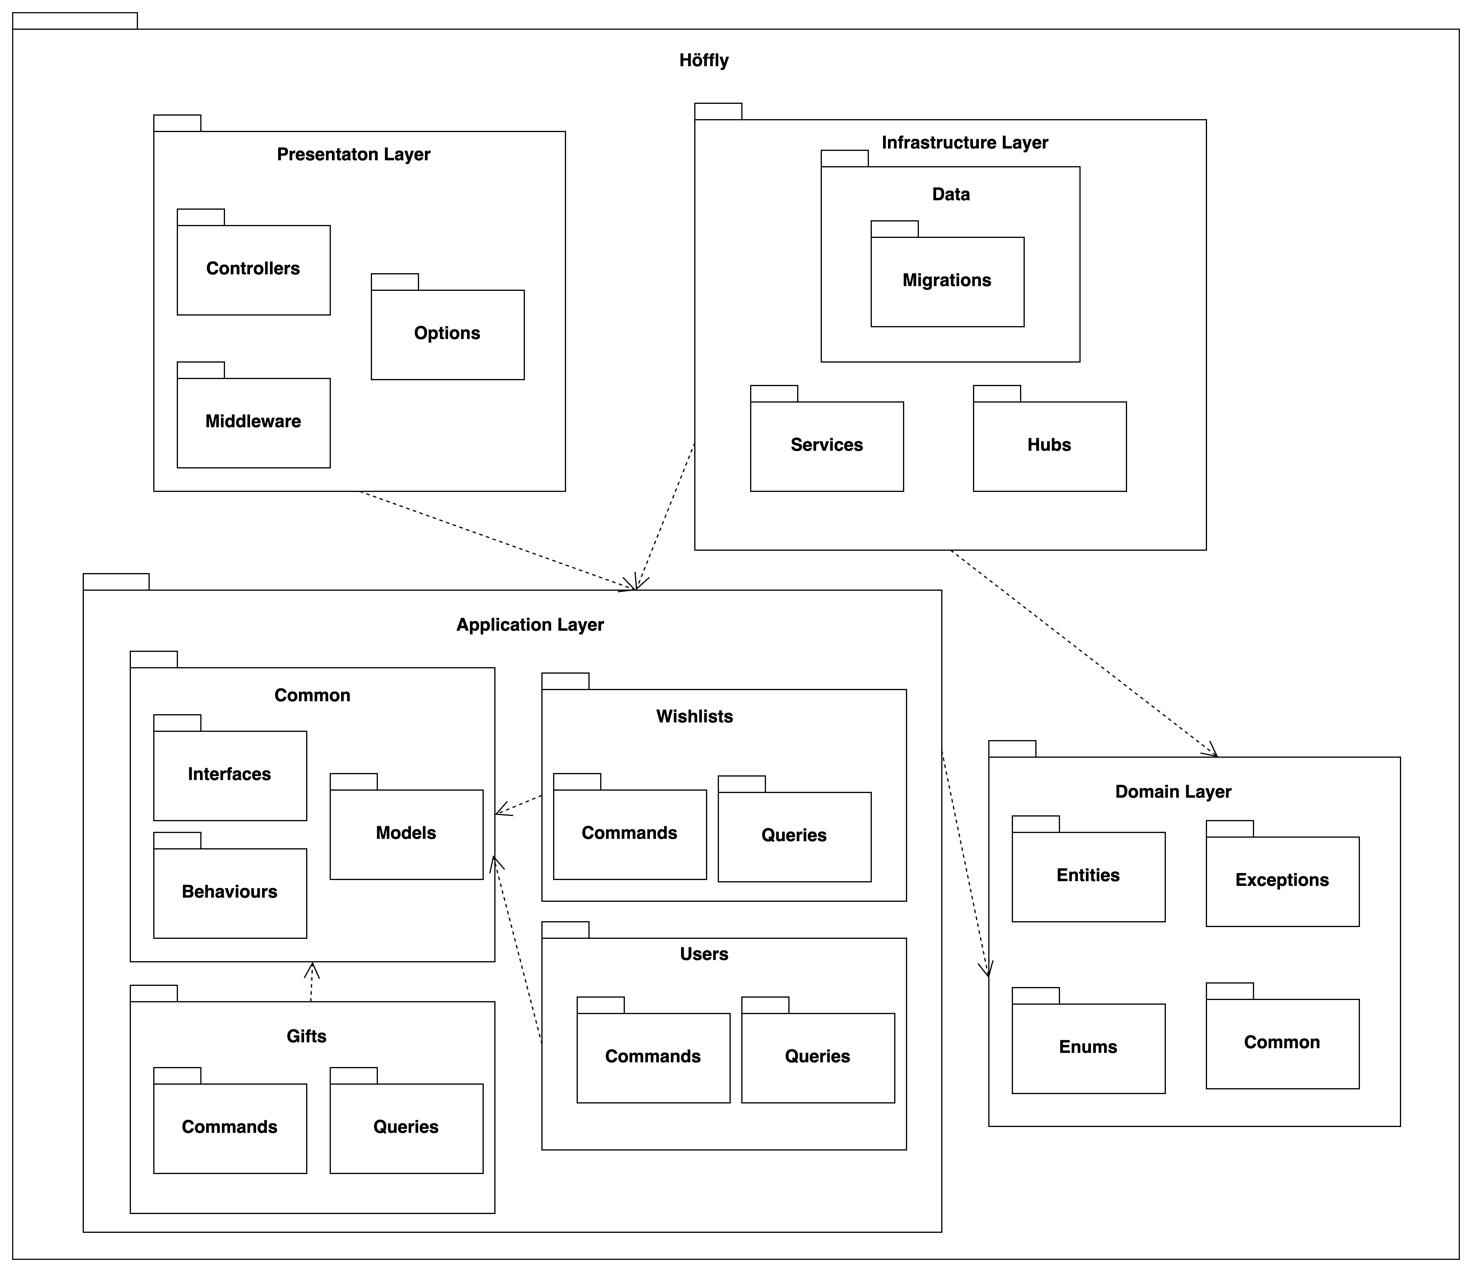 Höffly
Presentaton Layer
Controllers
Options
Middleware
Infrastructure Layer
Data
Migrations
Services
Hubs
Application Layer
Common
Interfaces
Models
Behaviours
Wishlists
Commands
Queries
Users
Commands
Queries
Gifts
Commands
Queries
Domain Layer
Entities
Exceptions
Enums
Common